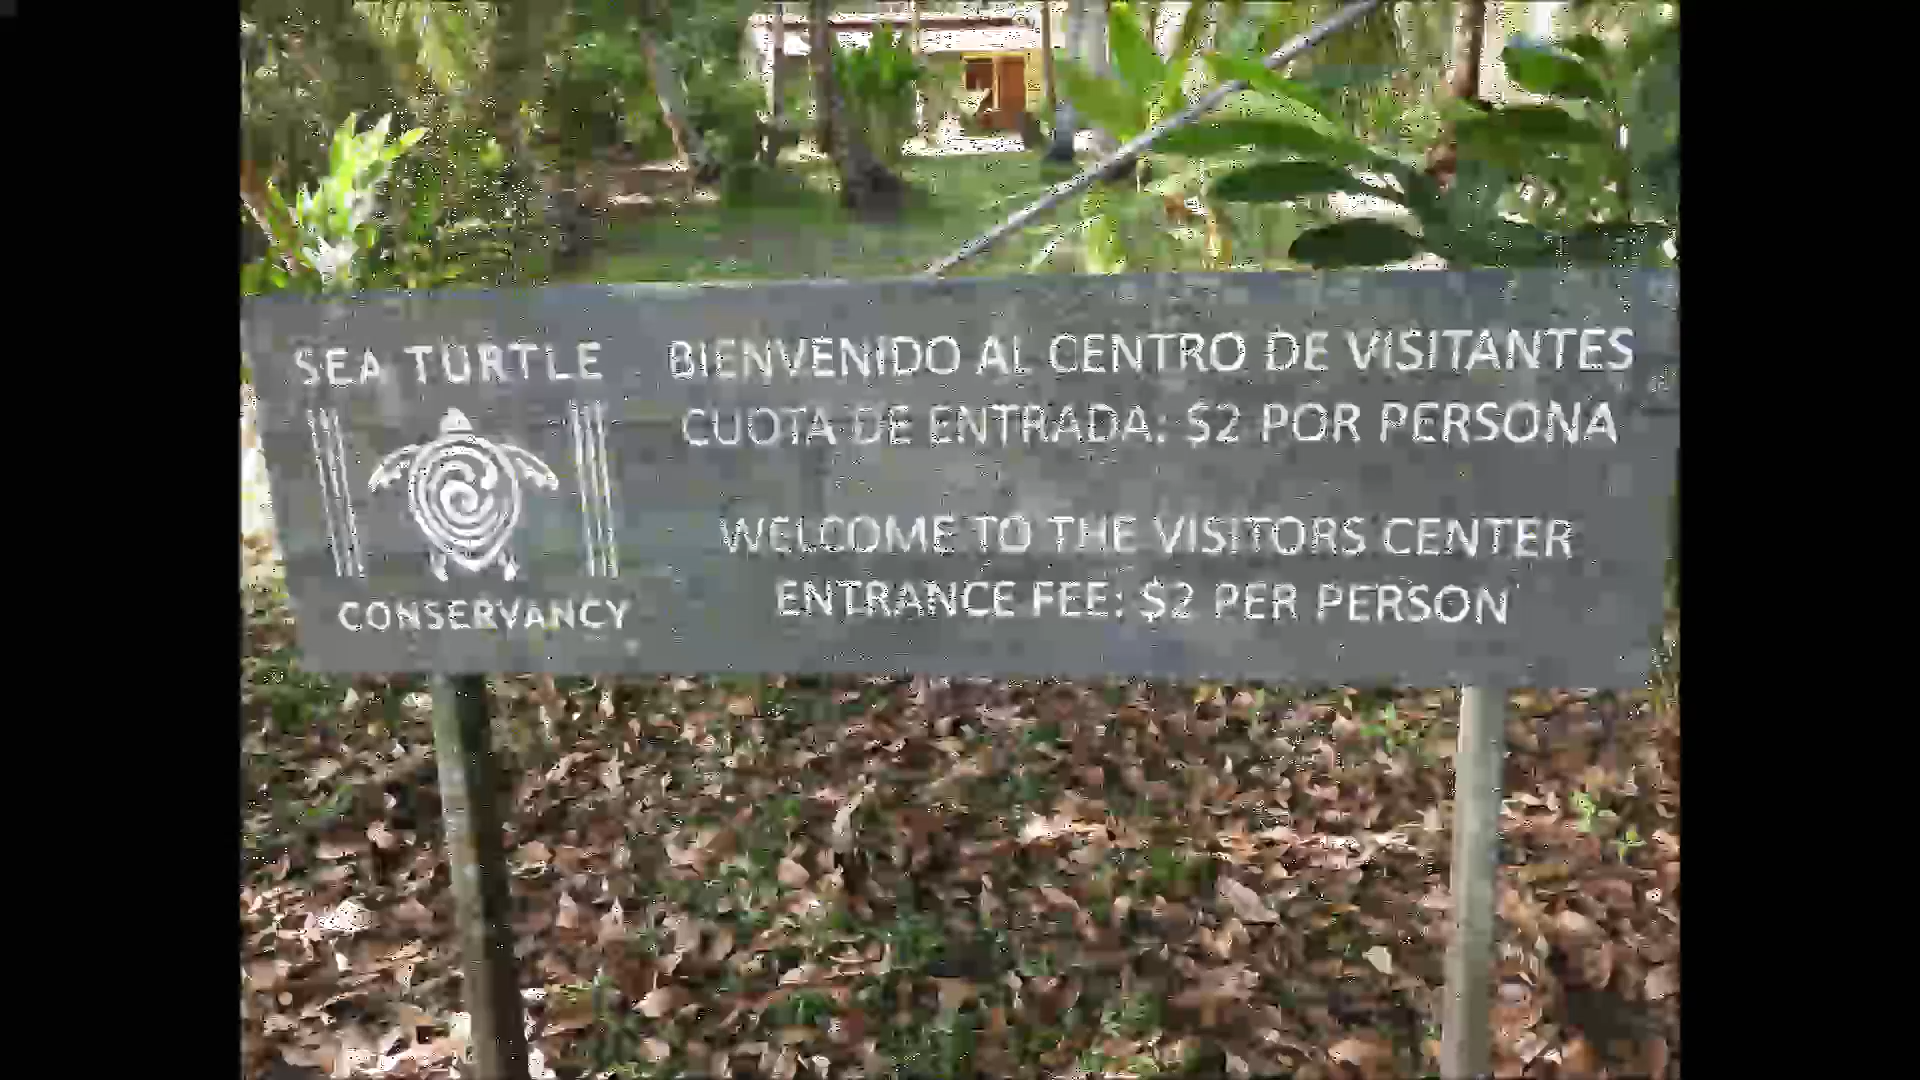 SEA TURTLE
CONSERVANCY
BIENVENIDO AL CENTRO DE VISITANTES
CUOTA DE ENTRADA: $2 POR PERSONA
WELCOME TO THE VISITORS CENTER
ENTRANCE FEE: $2 PER PERSON